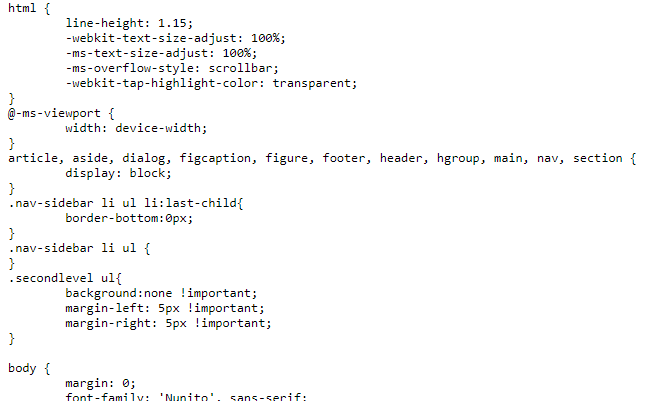 html {
line-height: 1.15;
-webkit-text-size-adjust: 100%;
-ms-text-size-adjust: 100%;
-ms-overflow-style: scrollbar;
-webkit-tap-highlight-color: transparent;
}
@-ms-viewport {
width: device-width;
}
article, aside, dialog, figcaption, figure, footer, header, hgroup, main, nav, section {
display: block;
}
.nav-sidebar li ul li:last-child{
border-bottom:0px;
}
.nav-sidebar li ul {
}
.secondlevel ul{
background:none !important;
margin-left: 5px !important;
margin-right: 5px !important;
}
body {
margin: 0;
font-family: 'Nunito', sans-serif;